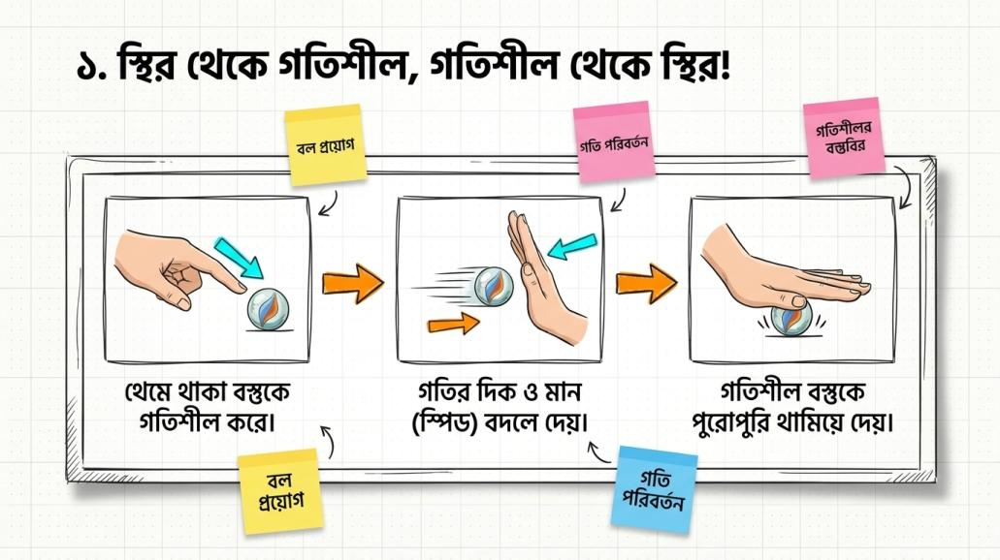 ১. স্থির থেকে গতিশীল, গতিশীল থেকে স্থির!
বল প্রয়োগ
গতি পরিবর্তন
গতিশীলর
বস্তবির
থেমে থাকা বস্তুকে
গতিশীল করে।
গতির দিক ও মান
(স্পিড) বদলে দেয়।
গতিশীল বস্তুকে
পুরোপুরি থামিয়ে দেয়।
বল
প্রয়োগ
গতি
পরিবর্তন